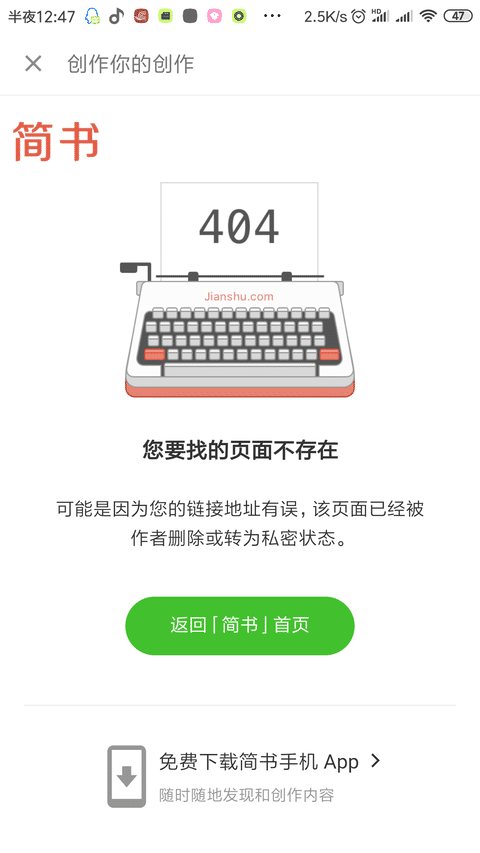 半夜12:47 ••• 2.5K/s HD 47
创作你的创作
简书
404
Jianshu.com
您要找的页面不存在
可能是因为您的链接地址有误，该页面已经被
作者删除或转为私密状态。
返回「简书」首页
免费下载简书手机 App
随时随地发现和创作内容